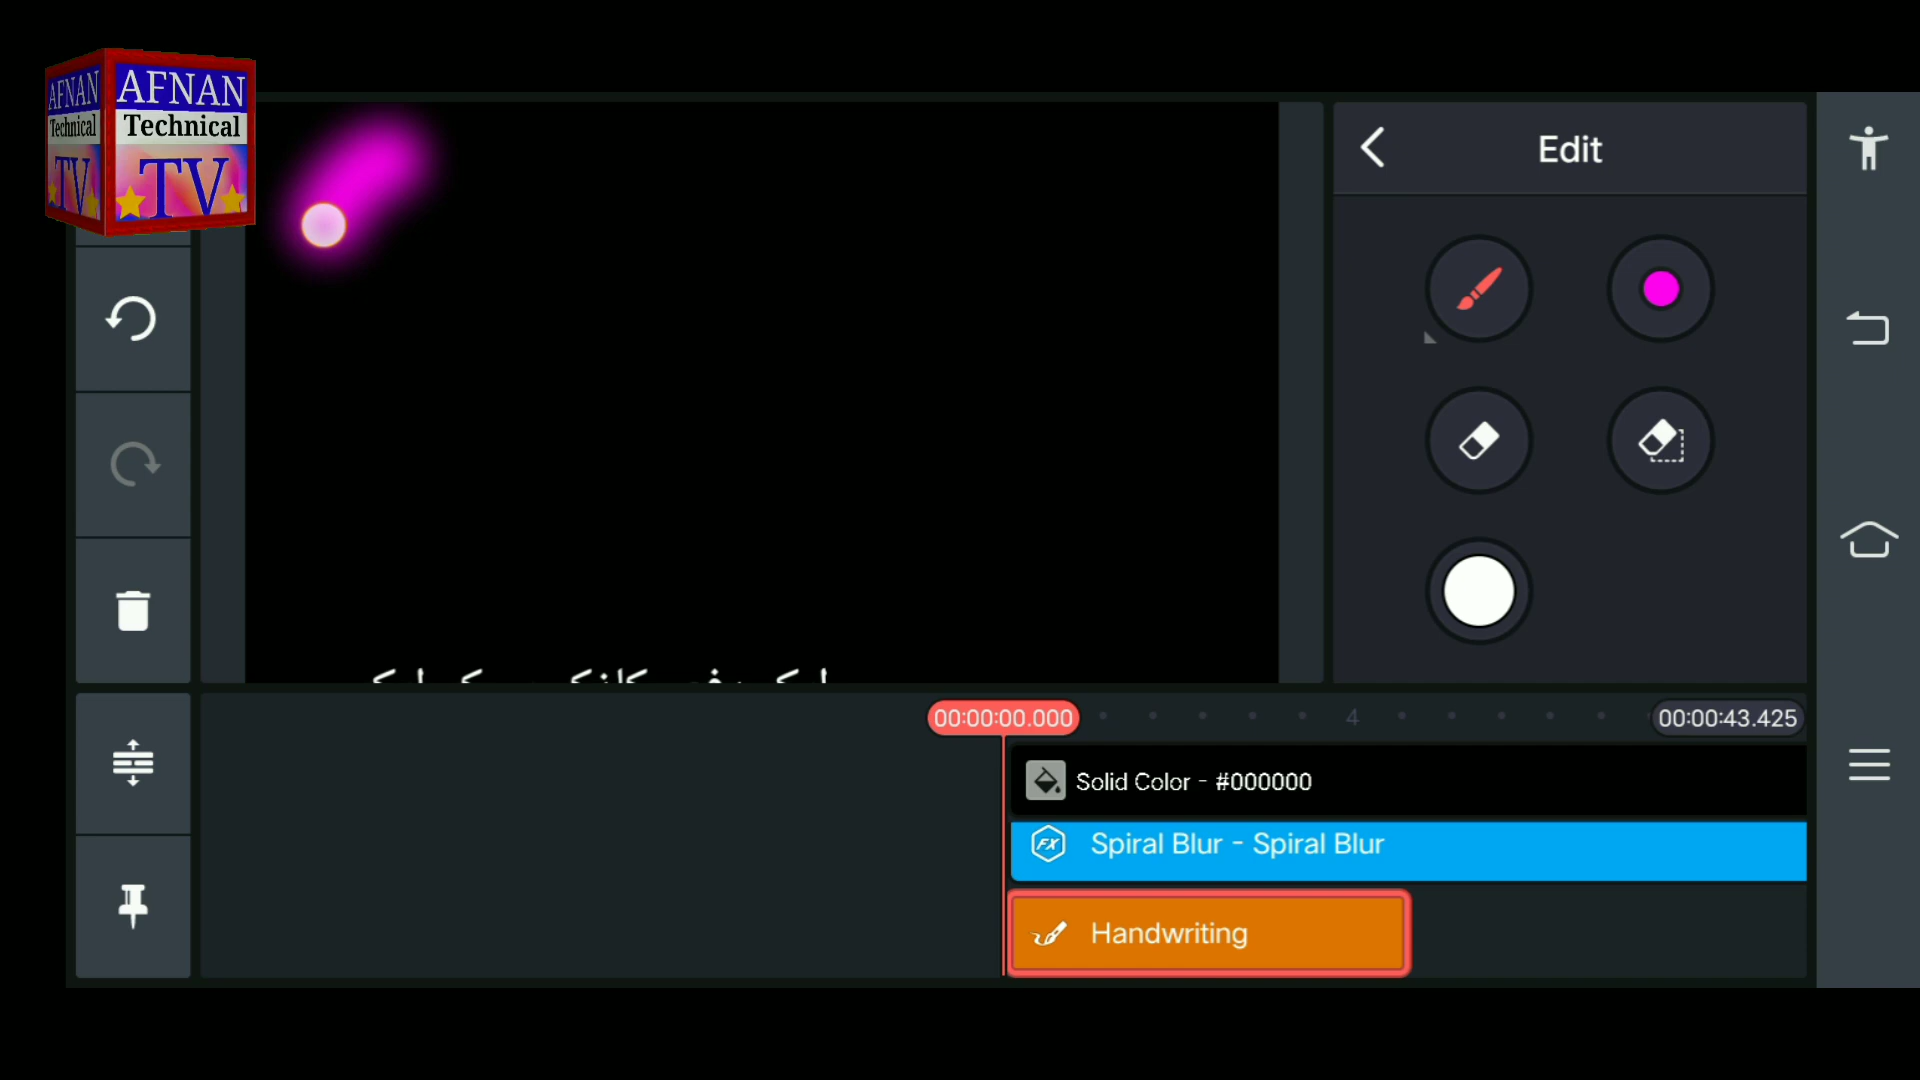 AFNAN
Technical
TV
AFNAN
Technical
TV
Edit
00:00:00.000
4
00:00:43.425
Solid Color - #000000
FX
Spiral Blur - Spiral Blur
Handwriting